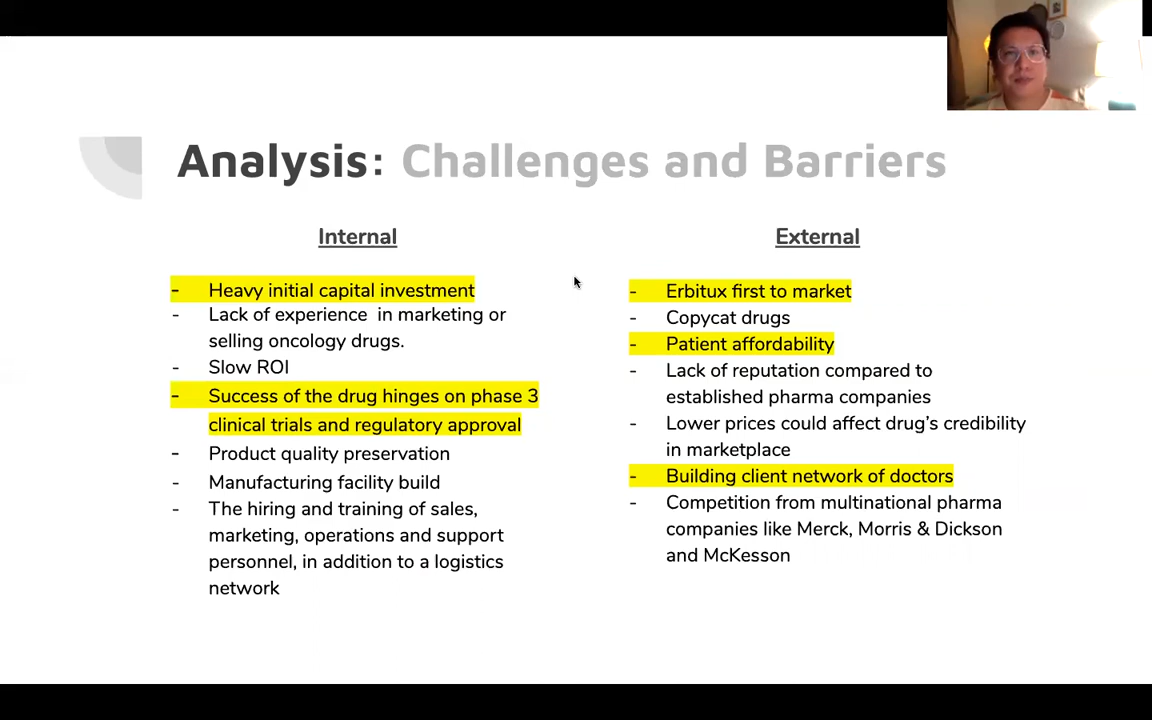 Analysis: Challenges and Barriers
Internal
- Heavy initial capital investment
- Lack of experience in marketing or
selling oncology drugs.
- Slow ROI
- Success of the drug hinges on phase 3
clinical trials and regulatory approval
- Product quality preservation
- Manufacturing facility build
- The hiring and training of sales,
marketing, operations and support
personnel, in addition to a logistics
network
External
- Erbitux first to market
- Copycat drugs
- Patient affordability
- Lack of reputation compared to
established pharma companies
- Lower prices could affect drug's credibility
in marketplace
- Building client network of doctors
- Competition from multinational pharma
companies like Merck, Morris & Dickson
and McKesson